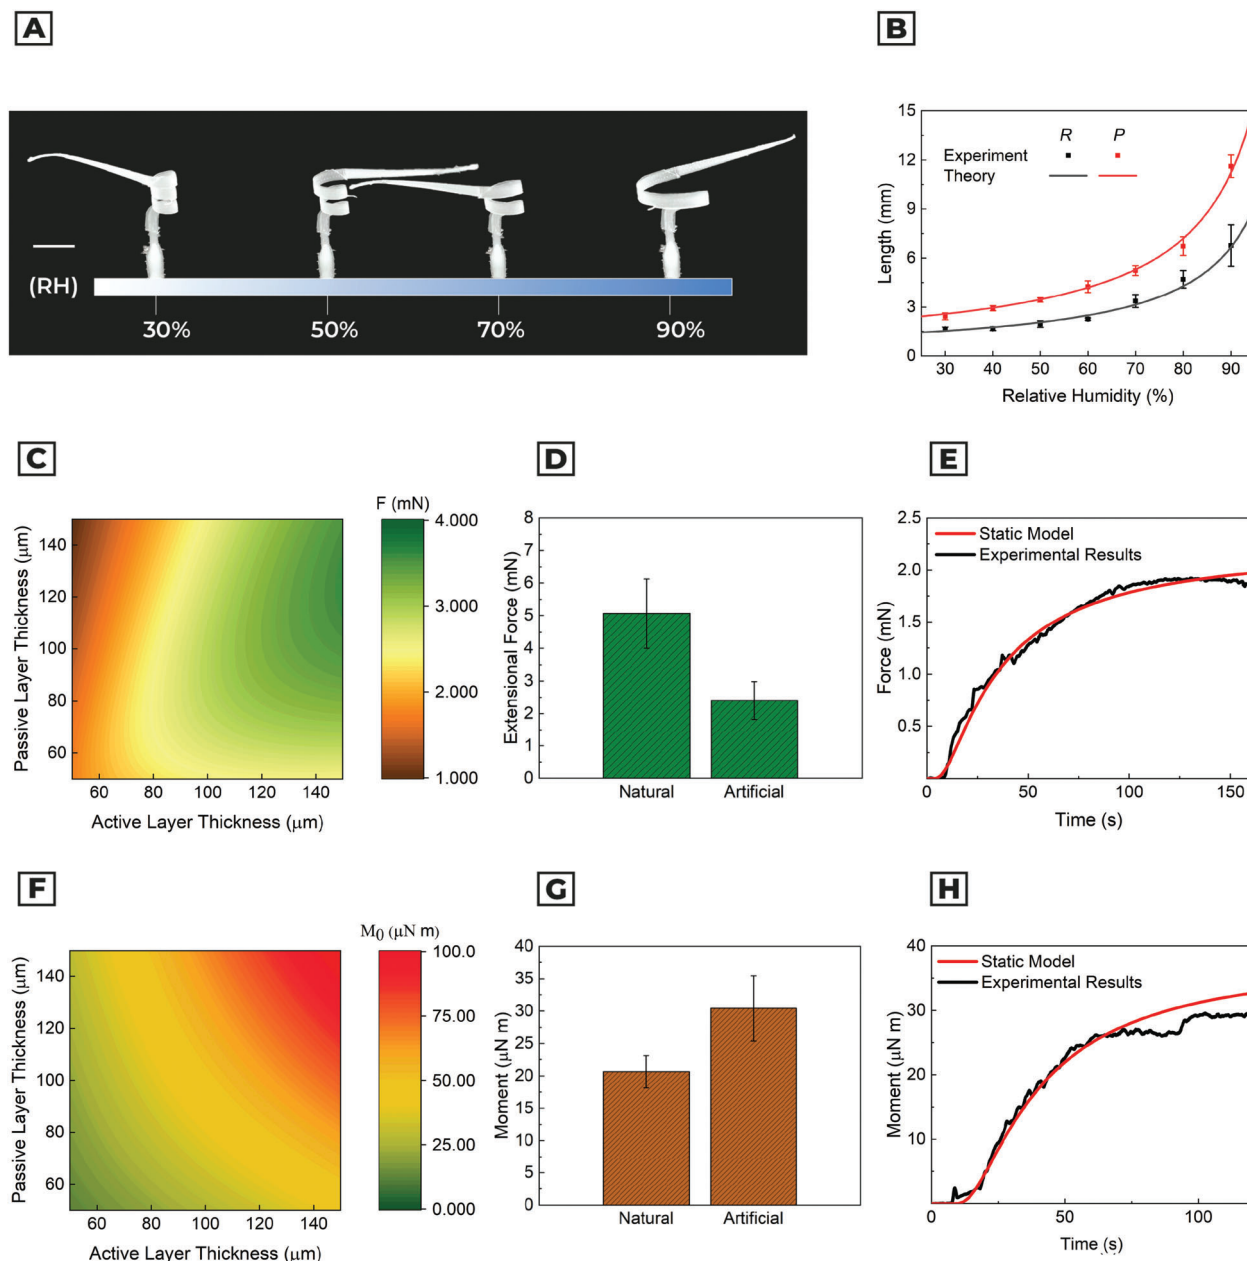 A
(RH)
30%
50%
70%
90%
B
15
12
9
6
3
0
Length (mm)
R
P
Experiment
Theory
30
40
50
60
70
80
90
Relative Humidity (%)
C
F (mN)
4.000
3.000
2.000
1.000
140
120
100
80
60
Passive Layer Thickness (μm)
60
80
100
120
140
Active Layer Thickness (μm)
D
8
7
6
5
4
3
2
1
0
Extensional Force (mN)
Natural
Artificial
E
2.5
2.0
1.5
1.0
0.5
Force (mN)
Static Model
Experimental Results
0
50
100
150
Time (s)
F
M0 (μN m)
100.0
75.00
50.00
25.00
0.000
140
120
100
80
60
Passive Layer Thickness (μm)
60
80
100
120
140
Active Layer Thickness (μm)
G
40
35
30
25
20
15
10
5
0
Moment (μN m)
Natural
Artificial
H
40
30
20
10
0
Moment (μN m)
Static Model
Experimental Results
0
50
100
Time (s)